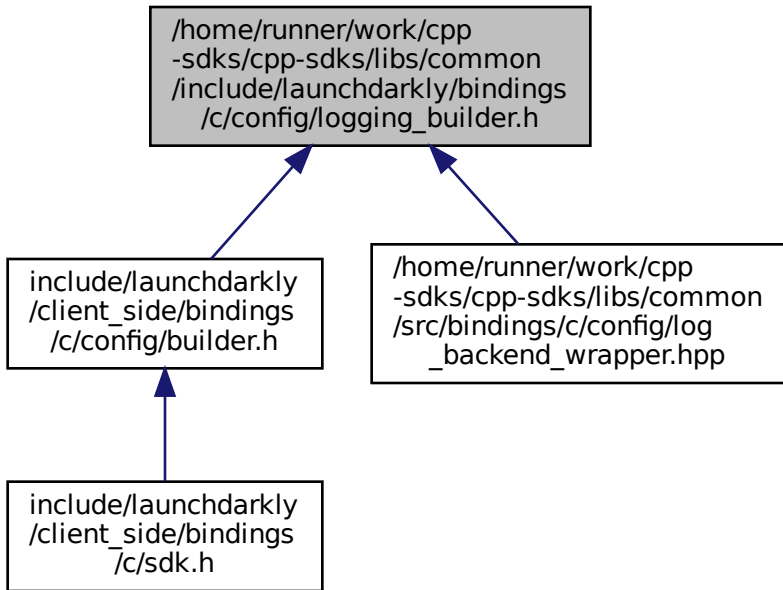 /home/runner/work/cpp
-sdks/cpp-sdks/libs/common
/include/launchdarkly/bindings
/c/config/logging_builder.h
include/launchdarkly
/client_side/bindings
/c/config/builder.h
/home/runner/work/cpp
-sdks/cpp-sdks/libs/common
/src/bindings/c/config/log
_backend_wrapper.hpp
include/launchdarkly
/client_side/bindings
/c/sdk.h